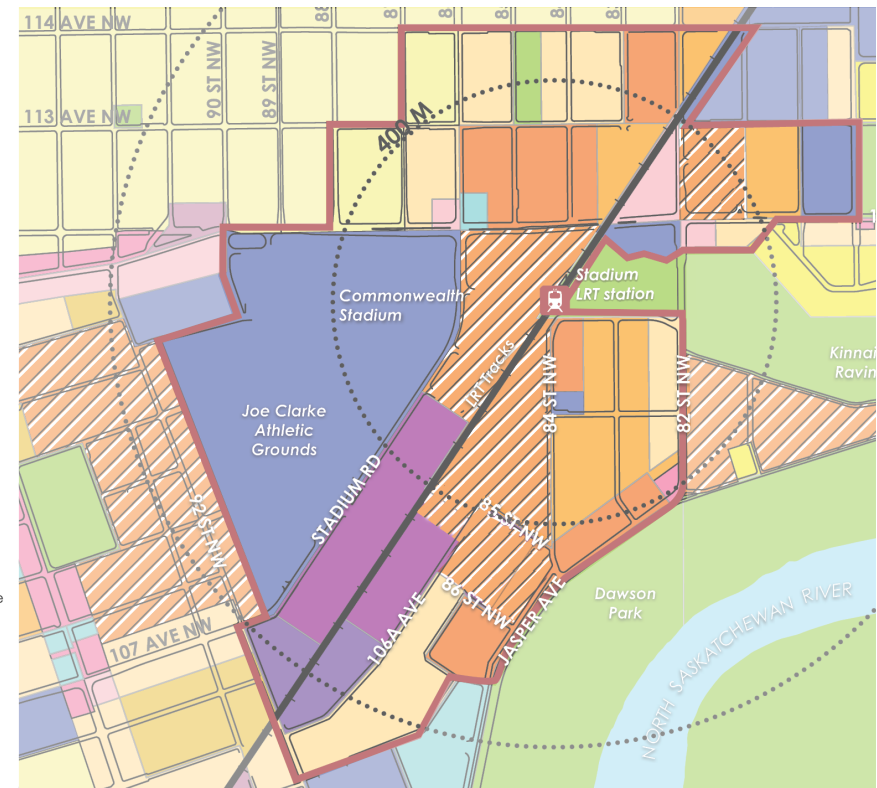 114 AVE NW
113 AVE NW
90 ST NW
89 ST NW
400 M
Stadium
LRT station
Commonwealth
Stadium
LRT Tracks
Kinnai
Ravin
84 ST NW
82 ST NW
Joe Clarke
Athletic
Grounds
STADIUM RD
92 ST NW
85 ST NW
86 ST NW
106A AVE
JASPER AVE
Dawson
Park
107 AVE NW
NORTH SASKATCHEWAN RIVER
e